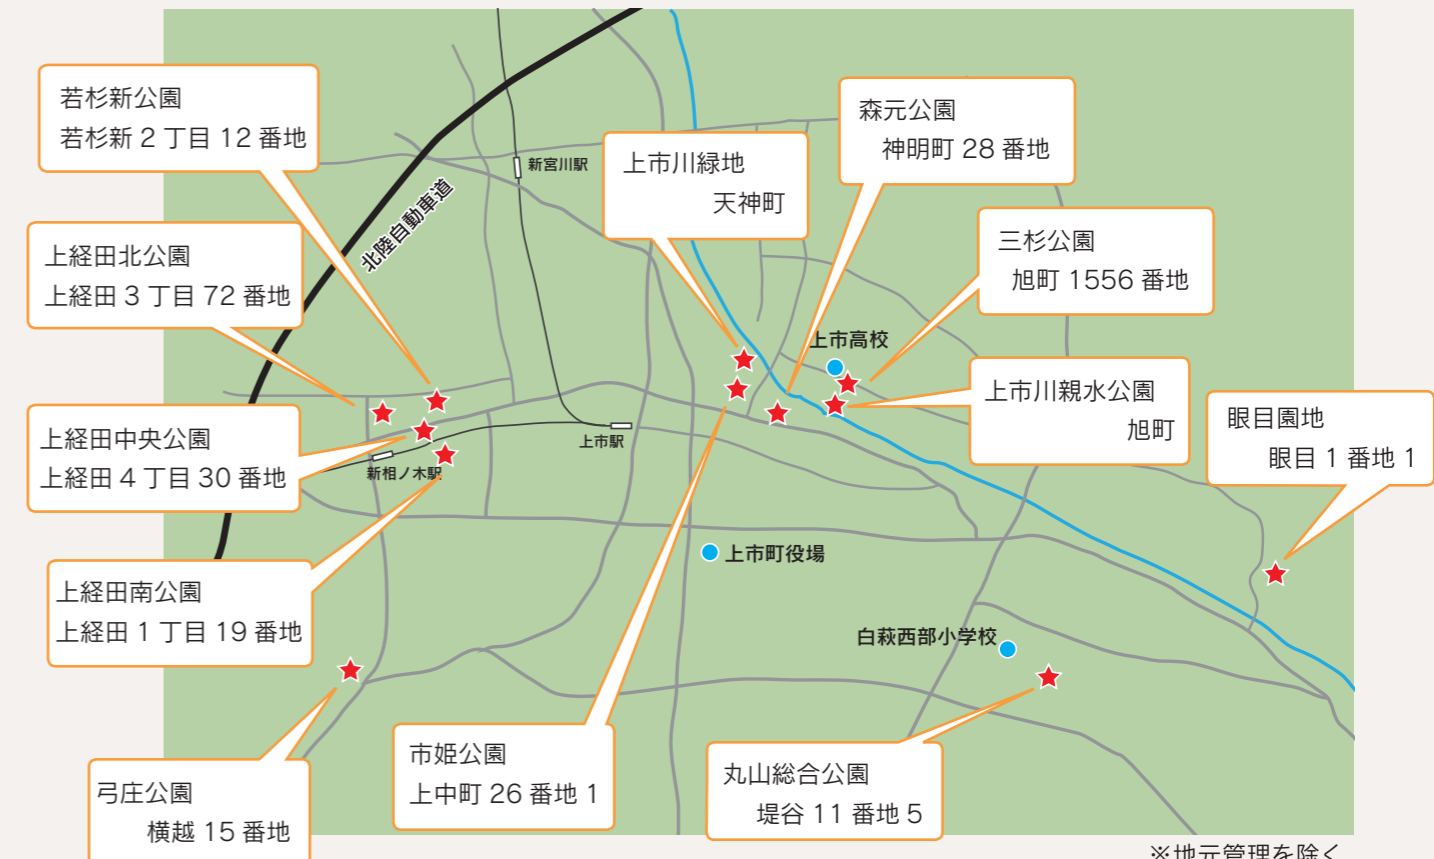 若杉新公園
若杉新 2 丁目 12 番地
上経田北公園
上経田 3 丁目 72 番地
上経田中央公園
上経田 4 丁目 30 番地
上経田南公園
上経田 1 丁目 19 番地
弓庄公園
横越 15 番地
北陸自動車道
新宮川駅
上市川緑地
天神町
森元公園
神明町 28 番地
三杉公園
旭町 1556 番地
上市高校
上市川親水公園
旭町
眼目園地
眼目 1 番地 1
上市駅
新相ノ木駅
上市町役場
白萩西部小学校
市姫公園
上中町 26 番地 1
丸山総合公園
堤谷 11 番地 5
※地元管理を除く